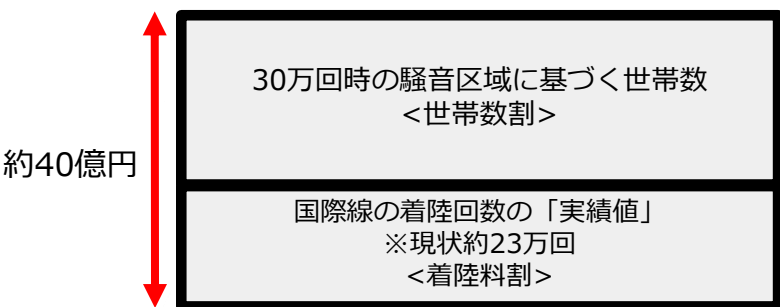 30万回時の騒音区域に基づく世帯数
<世帯数割>
約40億円
国際線の着陸回数の「実績値」
※現状約23万回
<着陸料割>